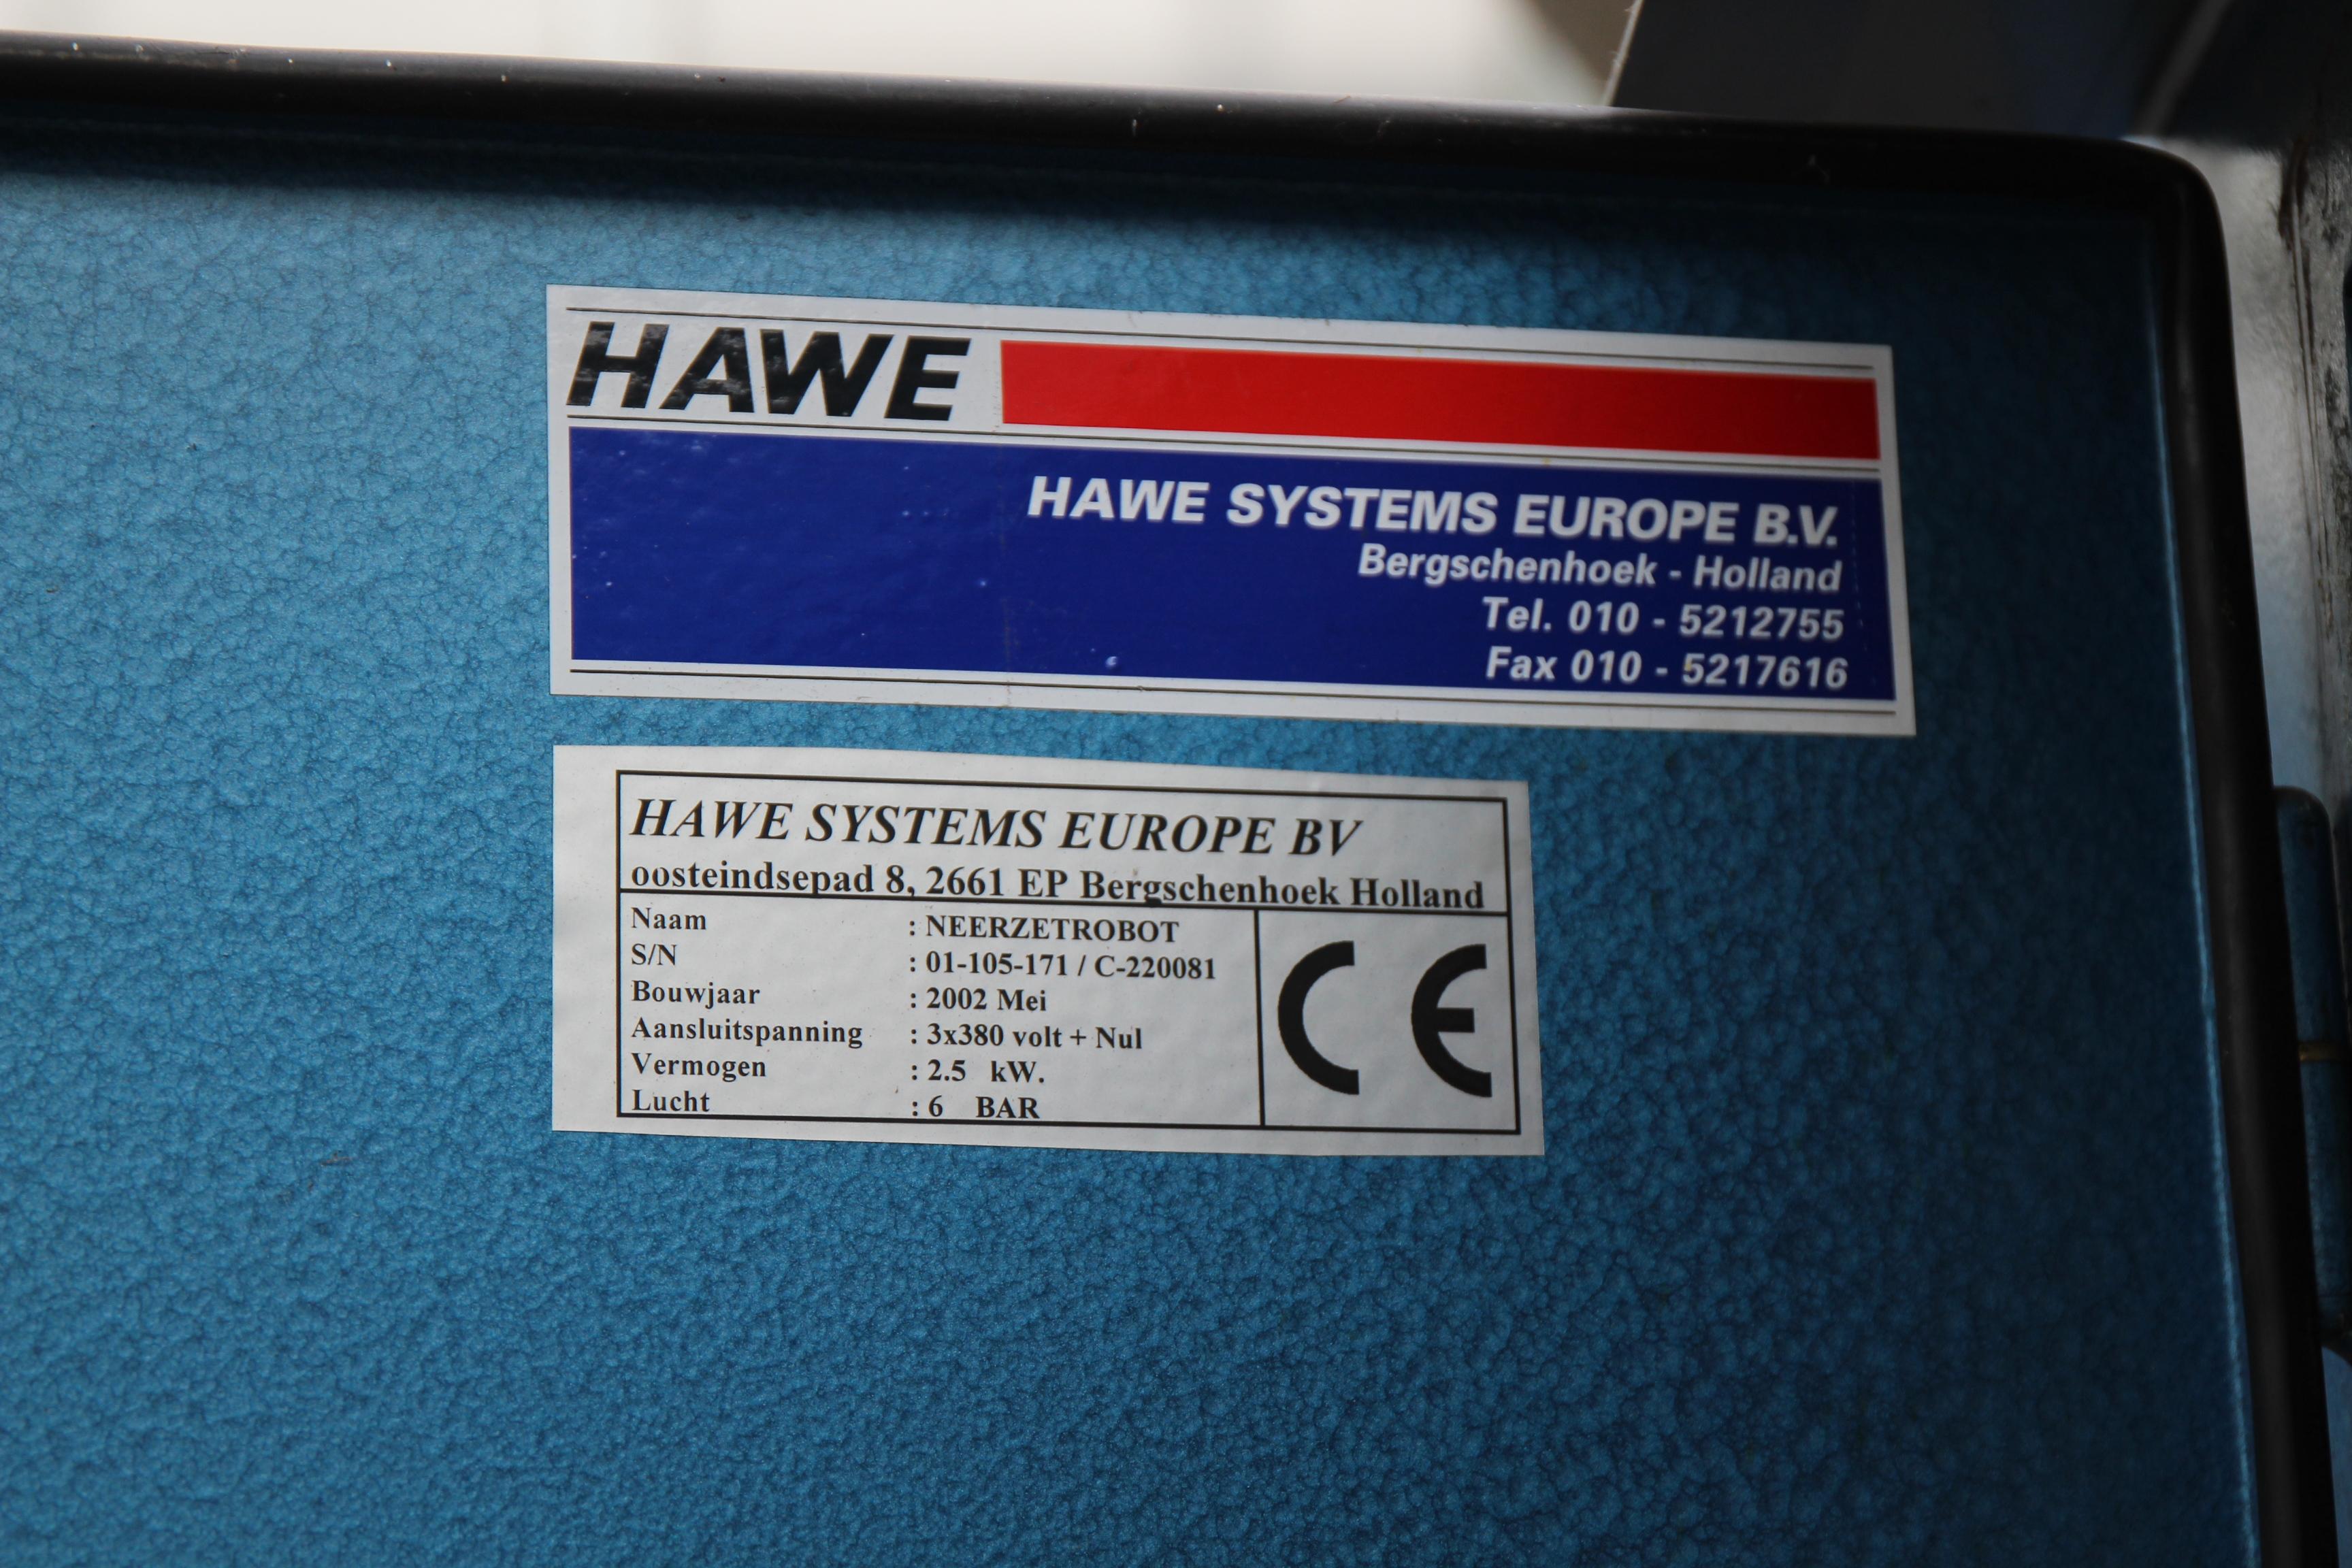 HAWE
HAWE SYSTEMS EUROPE B.V.
Bergschenhoek - Holland
Tel. 010 - 5212755
Fax 010 - 5217616
HAWE SYSTEMS EUROPE BV
oosteindsepad 8, 2661 EP Bergschenhoek Holland
Naam : NEERZETROBOT
S/N : 01-105-171 / C-220081
Bouwjaar : 2002 Mei
Aansluitspanning : 3x380 volt + Nul
Vermogen : 2.5 kW.
Lucht : 6 BAR
CE